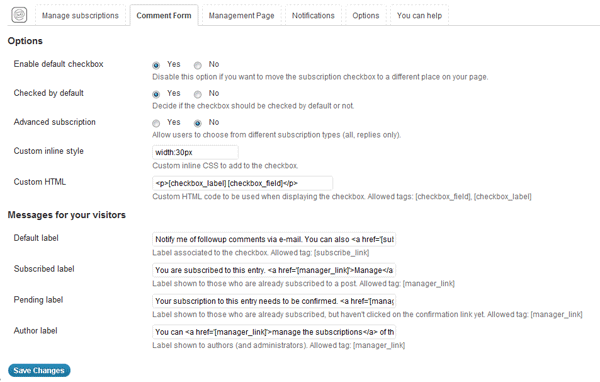 Manage subscriptions Comment Form Management Page Notifications Options You can help
Options
Enable default checkbox Yes No
Disable this option if you want to move the subscription checkbox to a different place on your page.
Checked by default Yes No
Decide if the checkbox should be checked by default or not.
Advanced subscription Yes No
Allow users to choose from different subscription types (all, replies only).
Custom inline style width:30px
Custom inline CSS to add to the checkbox.
Custom HTML <p>[checkbox_label] [checkbox_field]</p>
Custom HTML code to be used when displaying the checkbox. Allowed tags: [checkbox_field], [checkbox_label]
Messages for your visitors
Default label Notify me of followup comments via e-mail. You can also <a href='[sub
Label associated to the checkbox. Allowed tag: [subscribe_link]
Subscribed label You are subscribed to this entry. <a href='[manager_link]'>Manage</a
Label shown to those who are already subscribed to a post. Allowed tag: [manager_link]
Pending label Your subscription to this entry needs to be confirmed. <a href='[manag
Label shown to those who are already subscribed, but haven't clicked on the confirmation link yet. Allowed tag: [manager_link]
Author label You can <a href='[manager_link]'>manage the subscriptions</a> of th
Label shown to authors (and administrators). Allowed tag: [manager_link]
Save Changes